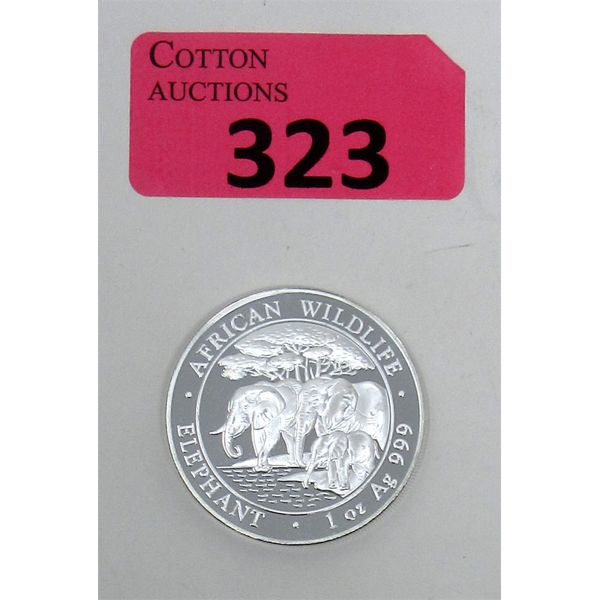 COTTON
AUCTIONS
323
AFRICAN WILDLIFE
ELEPHANT · 1 oz Ag 999